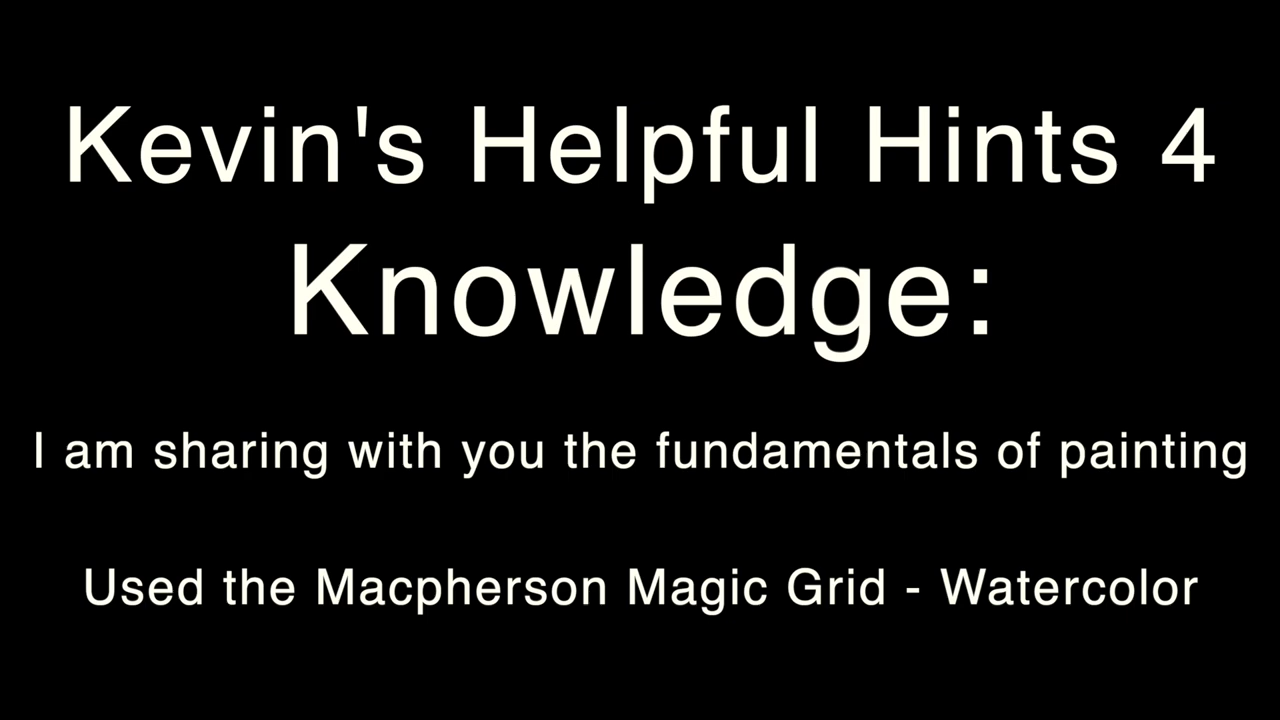 Kevin's Helpful Hints 4
Knowledge:
I am sharing with you the fundamentals of painting
Used the Macpherson Magic Grid - Watercolor